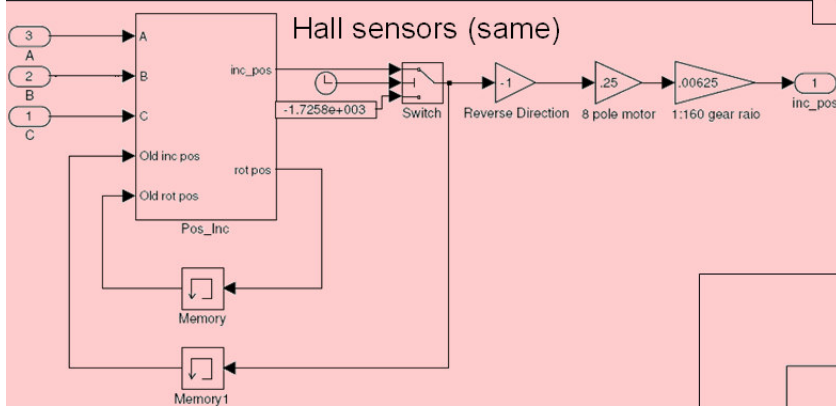 Hall sensors (same)
3
A
2
B
1
C
A
B
C
Old inc pos
Old rot pos
inc_pos
rot pos
Pos_Inc
-1.7258e+003
Switch
-1
Reverse Direction
.25
8 pole motor
.00625
1:160 gear raio
1
inc_pos
Memory
Memory1